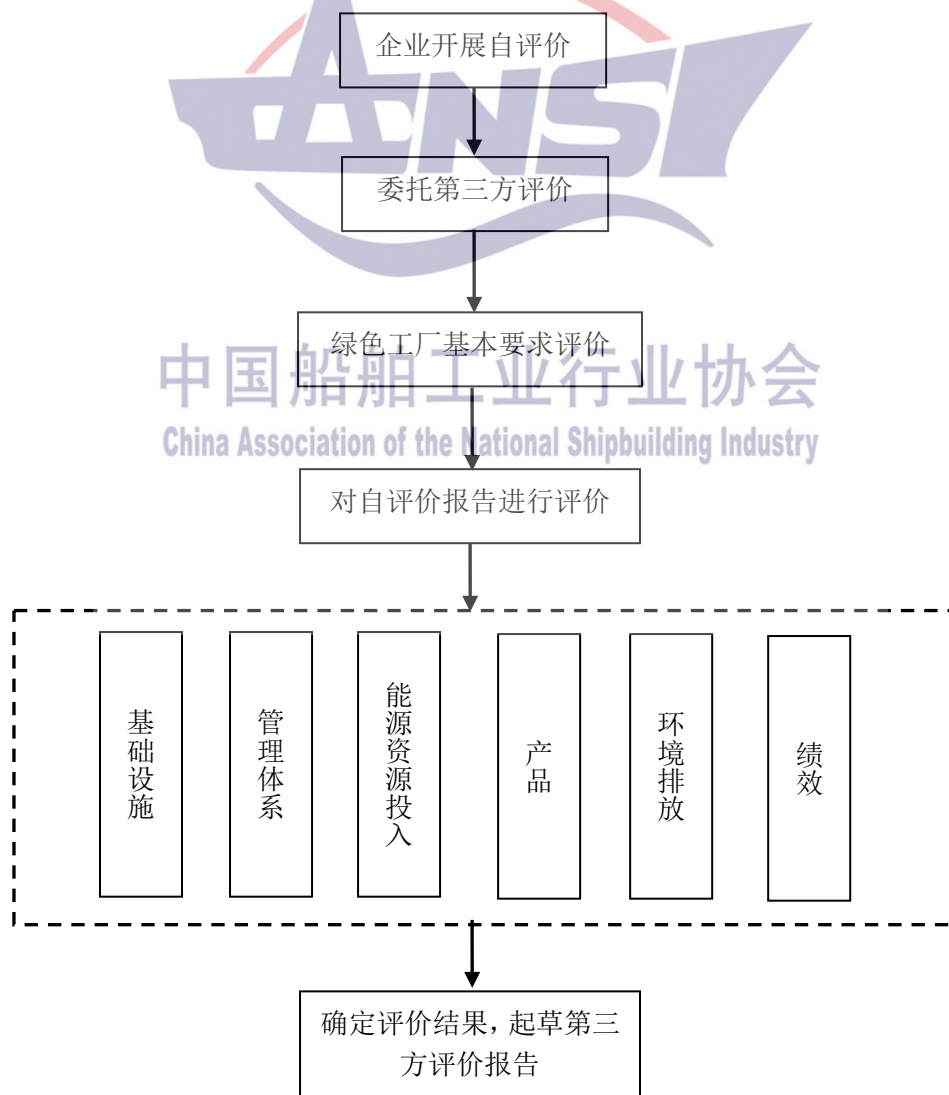 企业开展自评价
ANSI
委托第三方评价
绿色工厂基本要求评价
中国船舶工业行业协会
China Association of the National Shipbuilding Industry
对自评价报告进行评价
基础设施
管理体系
能源资源投入
产品
环境排放
绩效
确定评价结果，起草第三
方评价报告